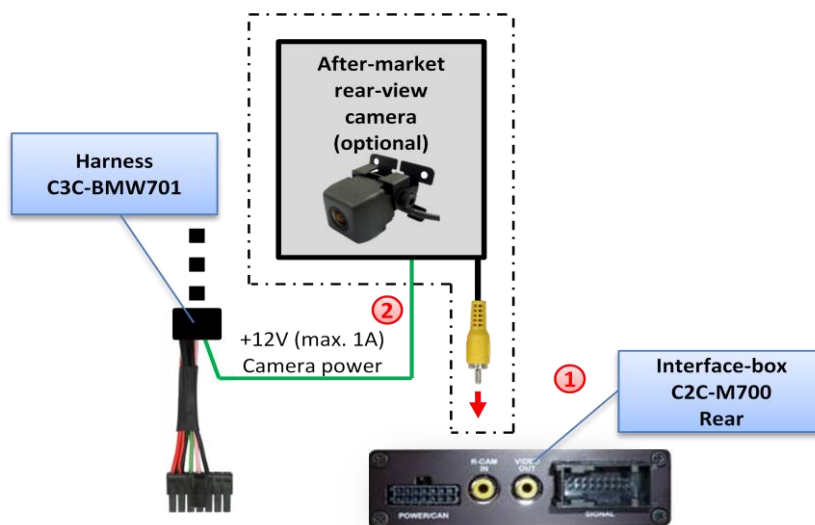 After-market
rear-view
camera
(optional)
Harness
C3C-BMW701
2
+12V (max. 1A)
Camera power
1
Interface-box
C2C-M700
Rear
R-CAM
IN
VIDEO
OUT
POWER/CAN
SIGNAL